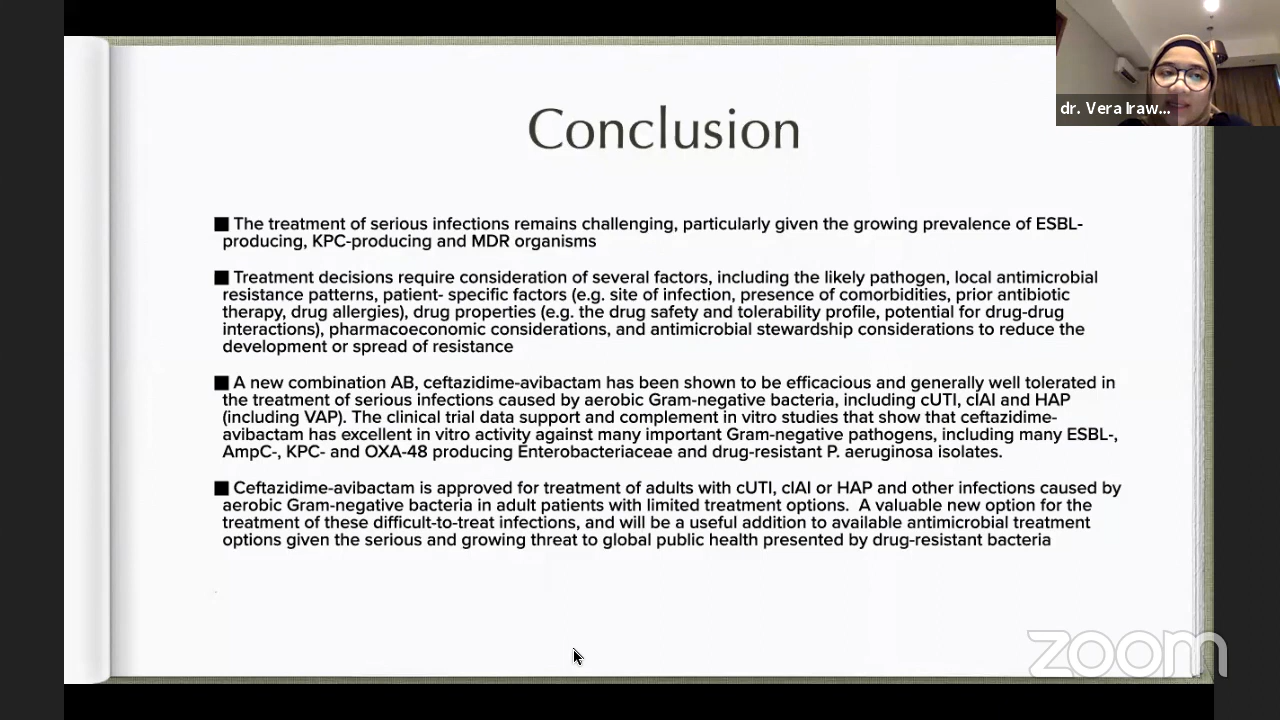 Conclusion
dr. Vera Iraw...
■ The treatment of serious infections remains challenging, particularly given the growing prevalence of ESBL-
producing, KPC-producing and MDR organisms
■ Treatment decisions require consideration of several factors, including the likely pathogen, local antimicrobial
resistance patterns, patient- specific factors (e.g. site of infection, presence of comorbidities, prior antibiotic
therapy, drug allergies), drug properties (e.g. the drug safety and tolerability profile, potential for drug-drug
interactions), pharmacoeconomic considerations, and antimicrobial stewardship considerations to reduce the
development or spread of resistance
■ A new combination AB, ceftazidime-avibactam has been shown to be efficacious and generally well tolerated in
the treatment of serious infections caused by aerobic Gram-negative bacteria, including cUTI, cIAI and HAP
(including VAP). The clinical trial data support and complement in vitro studies that show that ceftazidime-
avibactam has excellent in vitro activity against many important Gram-negative pathogens, including many ESBL-,
AmpC-, KPC- and OXA-48 producing Enterobacteriaceae and drug-resistant P. aeruginosa isolates.
■ Ceftazidime-avibactam is approved for treatment of adults with cUTI, cIAI or HAP and other infections caused by
aerobic Gram-negative bacteria in adult patients with limited treatment options.  A valuable new option for the
treatment of these difficult-to-treat infections, and will be a useful addition to available antimicrobial treatment
options given the serious and growing threat to global public health presented by drug-resistant bacteria
zoom